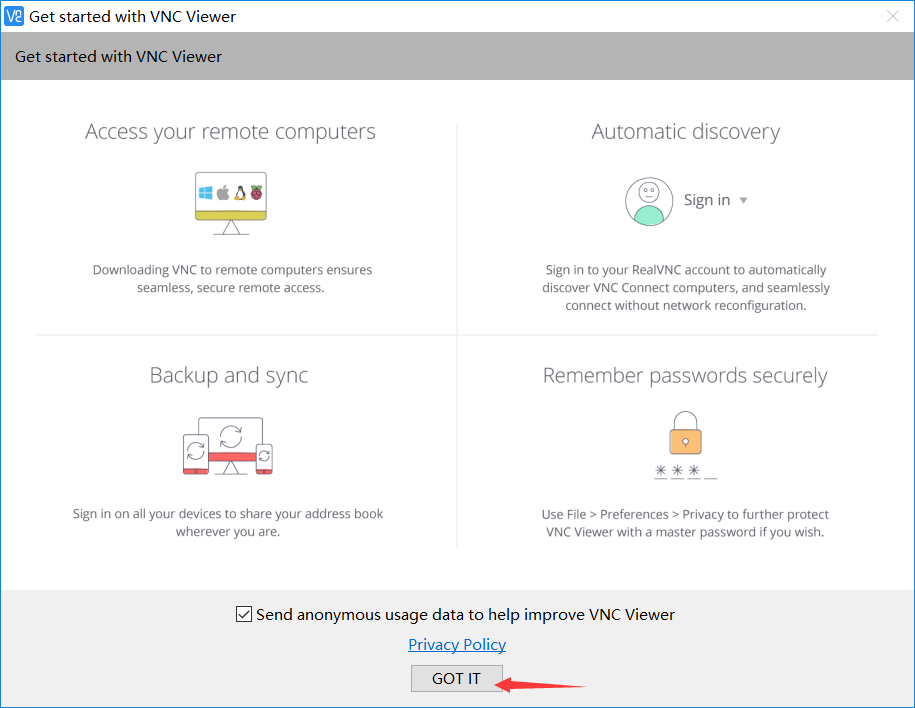 Get started with VNC Viewer
Get started with VNC Viewer
Access your remote computers
Downloading VNC to remote computers ensures
seamless, secure remote access.
Automatic discovery
Sign in
Sign in to your RealVNC account to automatically
discover VNC Connect computers, and seamlessly
connect without network reconfiguration.
Backup and sync
Sign in on all your devices to share your address book
wherever you are.
Remember passwords securely
***_
Use File > Preferences > Privacy to further protect
VNC Viewer with a master password if you wish.
Send anonymous usage data to help improve VNC Viewer
Privacy Policy
GOT IT